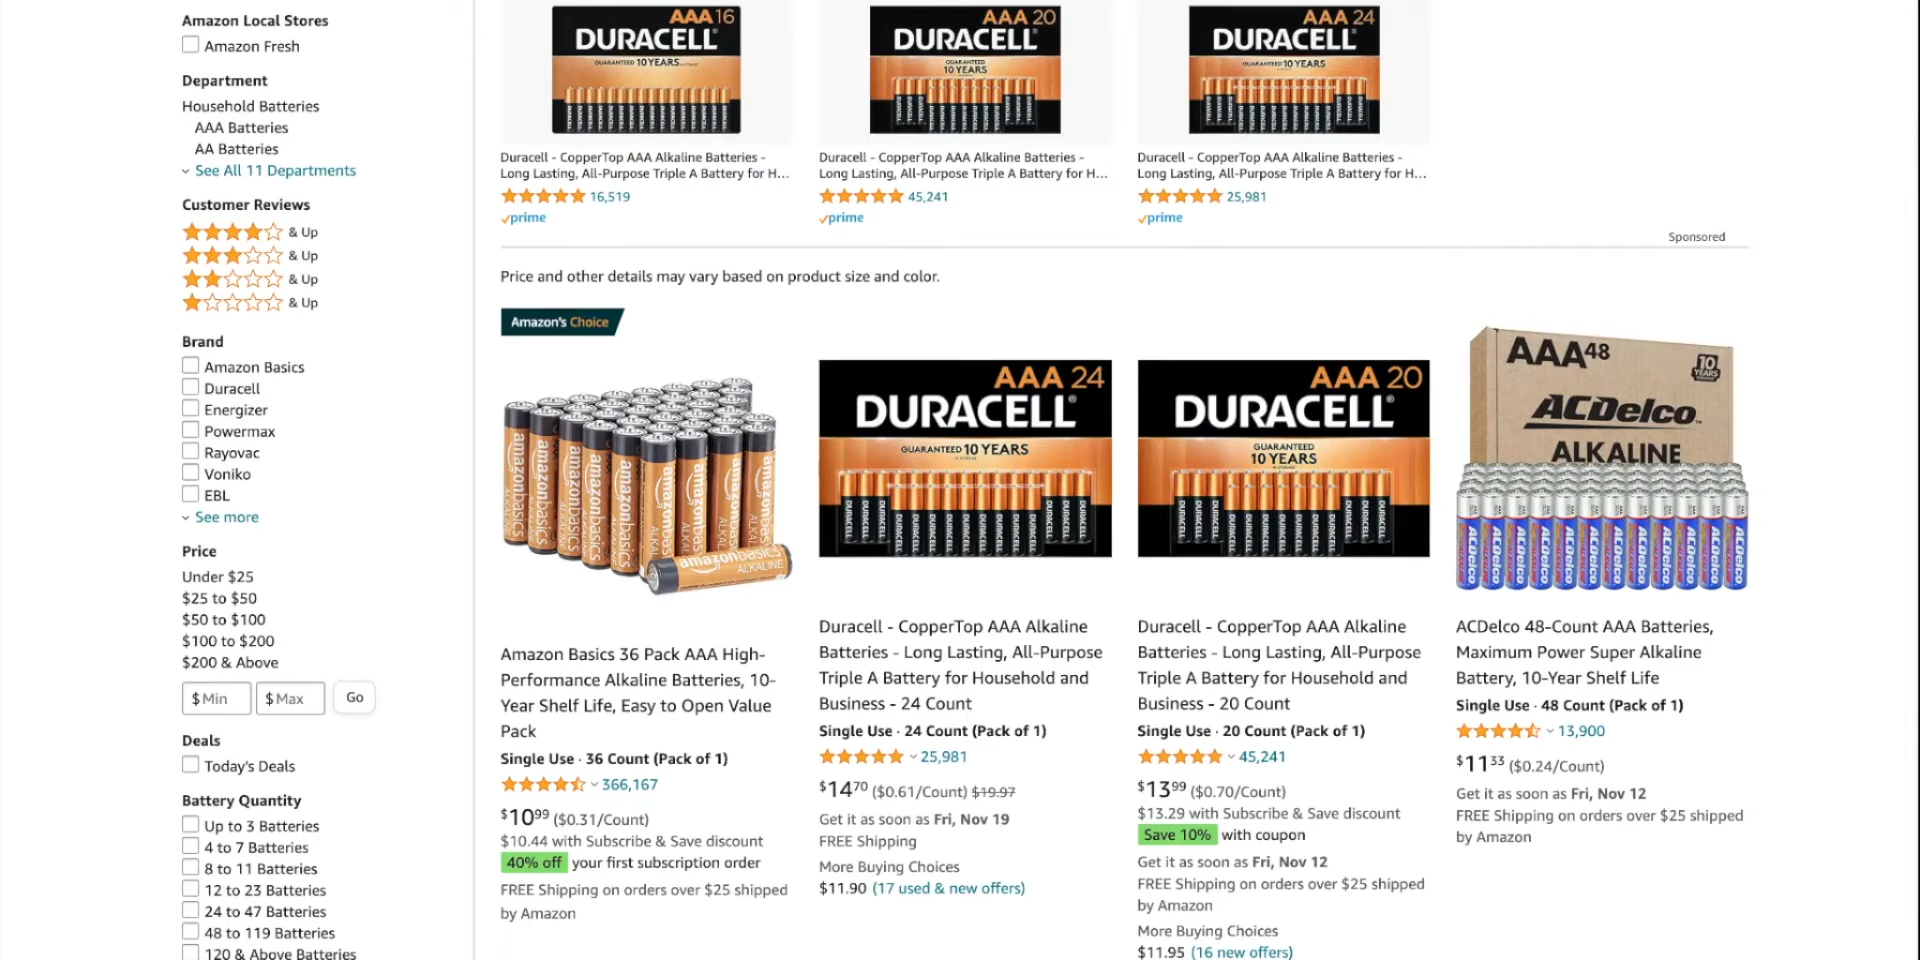 Amazon Local Stores
Amazon Fresh
Department
Household Batteries
AAA Batteries
AA Batteries
See All 11 Departments
Customer Reviews
& Up
& Up
& Up
& Up
Brand
Amazon Basics
Duracell
Energizer
Powermax
Rayovac
Voniko
EBL
See more
Price
Under $25
$25 to $50
$50 to $100
$100 to $200
$200 & Above
$ Min $ Max Go
Deals
Today's Deals
Battery Quantity
Up to 3 Batteries
4 to 7 Batteries
8 to 11 Batteries
12 to 23 Batteries
24 to 47 Batteries
48 to 119 Batteries
120 & Above Batteries
AAA 16
DURACELL
GUARANTEED 10 YEARS
Duracell - CopperTop AAA Alkaline Batteries -
Long Lasting, All-Purpose Triple A Battery for H...
16,519
prime
AAA 20
DURACELL
GUARANTEED
10 YEARS
Duracell - CopperTop AAA Alkaline Batteries -
Long Lasting, All-Purpose Triple A Battery for H...
45,241
prime
AAA 24
DURACELL
GUARANTEED 10 YEARS
Duracell - CopperTop AAA Alkaline Batteries -
Long Lasting, All-Purpose Triple A Battery for H...
25,981
prime
Sponsored
Price and other details may vary based on product size and color.
Amazon's Choice
amazonbasics
ALKALINE
Amazon Basics 36 Pack AAA High-
Performance Alkaline Batteries, 10-
Year Shelf Life, Easy to Open Value
Pack
Single Use · 36 Count (Pack of 1)
366,167
$10.99 ($0.31/Count)
$10.44 with Subscribe & Save discount
40% off your first subscription order
FREE Shipping on orders over $25 shipped
by Amazon
AAA 24
DURACELL®
GUARANTEED 10 YEARS
Duracell - CopperTop AAA Alkaline
Batteries - Long Lasting, All-Purpose
Triple A Battery for Household and
Business - 24 Count
Single Use · 24 Count (Pack of 1)
25,981
$14.70 ($0.61/Count) $19.97
Get it as soon as Fri, Nov 19
FREE Shipping
More Buying Choices
$11.90 (17 used & new offers)
AAA 20
DURACELL®
GUARANTEED
10 YEARS
Duracell - CopperTop AAA Alkaline
Batteries - Long Lasting, All-Purpose
Triple A Battery for Household and
Business - 20 Count
Single Use · 20 Count (Pack of 1)
45,241
$13.99 ($0.70/Count)
$13.29 with Subscribe & Save discount
Save 10% with coupon
Get it as soon as Fri, Nov 12
FREE Shipping on orders over $25 shipped
by Amazon
More Buying Choices
$11.95 (16 new offers)
AAA48
10
YEARS
ACDelco
ALKALINE
ACDelco 48-Count AAA Batteries,
Maximum Power Super Alkaline
Battery, 10-Year Shelf Life
Single Use · 48 Count (Pack of 1)
13,900
$11.33 ($0.24/Count)
Get it as soon as Fri, Nov 12
FREE Shipping on orders over $25 shipped
by Amazon